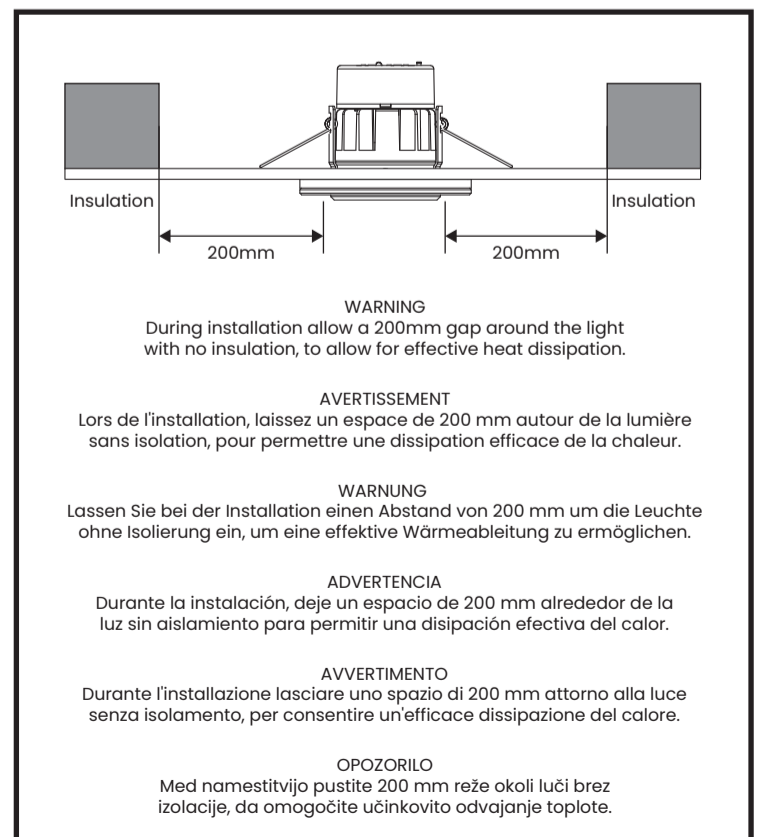 Insulation
Insulation
200mm
200mm
WARNING
During installation allow a 200mm gap around the light
with no insulation, to allow for effective heat dissipation.
AVERTISSEMENT
Lors de l'installation, laissez un espace de 200 mm autour de la lumière
sans isolation, pour permettre une dissipation efficace de la chaleur.
WARNUNG
Lassen Sie bei der Installation einen Abstand von 200 mm um die Leuchte
ohne Isolierung ein, um eine effektive Wärmeableitung zu ermöglichen.
ADVERTENCIA
Durante la instalación, deje un espacio de 200 mm alrededor de la
luz sin aislamiento para permitir una disipación efectiva del calor.
AVVERTIMENTO
Durante l'installazione lasciare uno spazio di 200 mm attorno alla luce
senza isolamento, per consentire un'efficace dissipazione del calore.
OPOZORILO
Med namestitvijo pustite 200 mm reže okoli luči brez
izolacije, da omogočite učinkovito odvajanje toplote.